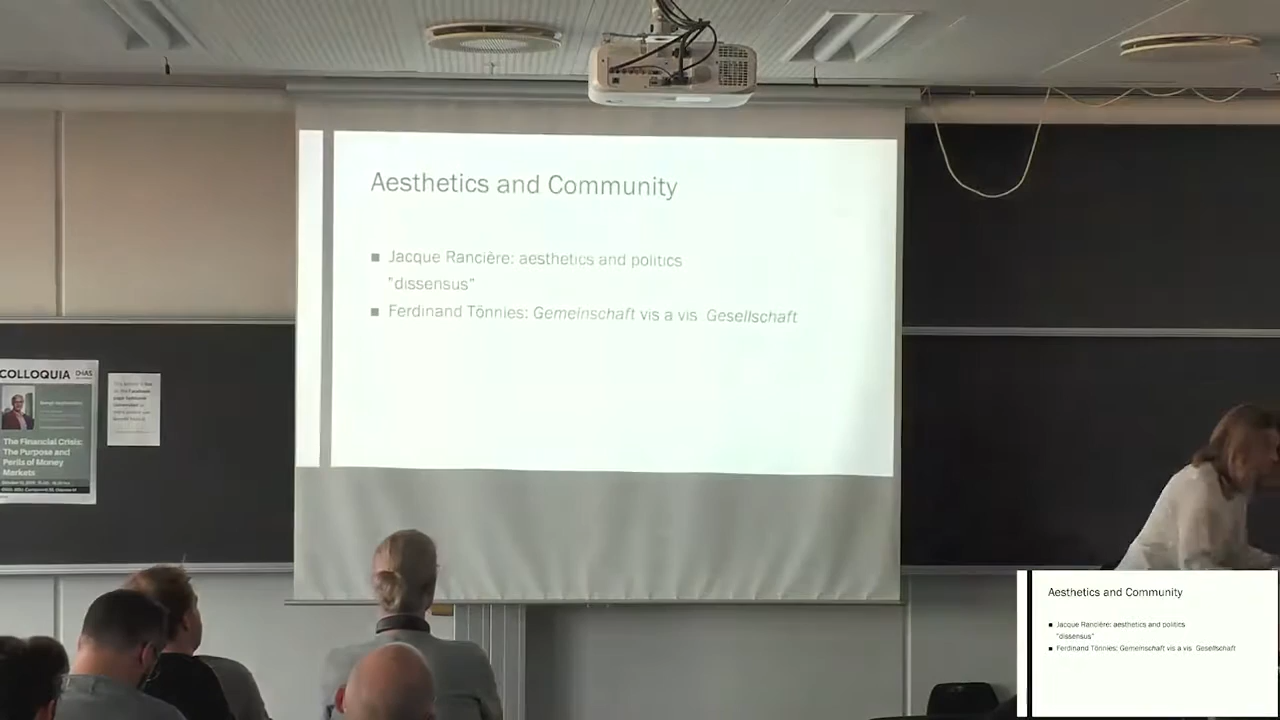 Aesthetics and Community
■ Jacque Rancière: aesthetics and politics
"dissensus"
■ Ferdinand Tönnies: Gemeinschaft vis a vis Gesellschaft
COLLOQUIA
The Financial Crisis:
The Purpose and
Perils of Money
Markets
Aesthetics and Community
■ Jacque Rancière: aesthetics and politics
"dissensus"
■ Ferdinand Tönnies: Gemeinschaft vis a vis Gesellschaft